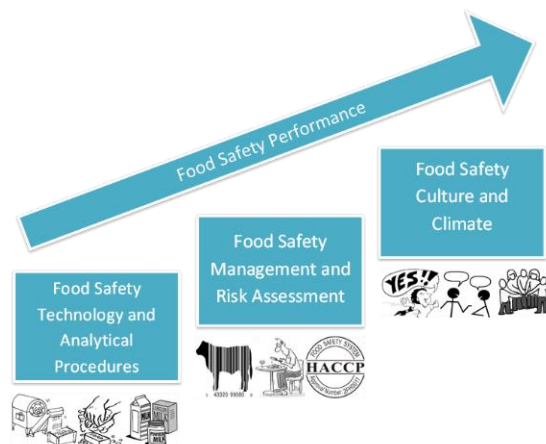 Food Safety Performance
Food Safety
Culture and
Climate
Food Safety
Management and
Risk Assessment
Food Safety
Technology and
Analytical
Procedures
YES!!
FOOD SAFETY SYSTEM
HACCP
MILK